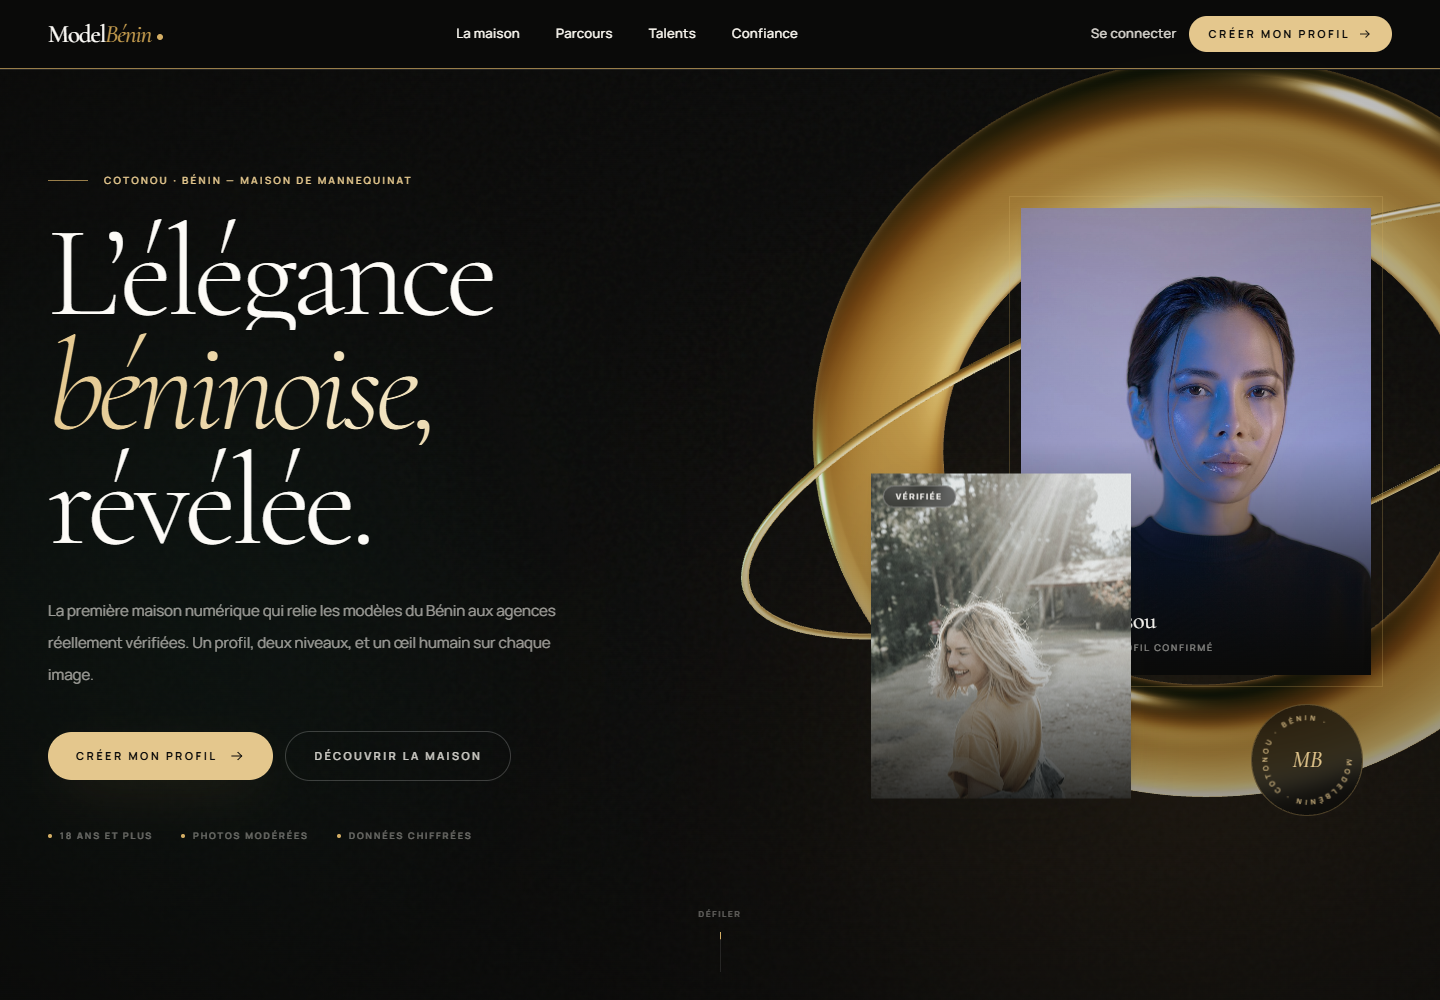 ModelBénin
La maison
Parcours
Talents
Confiance
Se connecter
CRÉER MON PROFIL
COTONOU · BÉNIN — MAISON DE MANNEQUINAT
L’élégance
béninoise,
révélée.
La première maison numérique qui relie les modèles du Bénin aux agences
réellement vérifiées. Un profil, deux niveaux, et un œil humain sur chaque
image.
CRÉER MON PROFIL
DÉCOUVRIR LA MAISON
18 ANS ET PLUS
PHOTOS MODÉRÉES
DONNÉES CHIFFRÉES
VÉRIFIÉE
CONFIRMÉ
MODELBÉNIN · COTONOU · BÉNIN ·
MB
DÉFILER